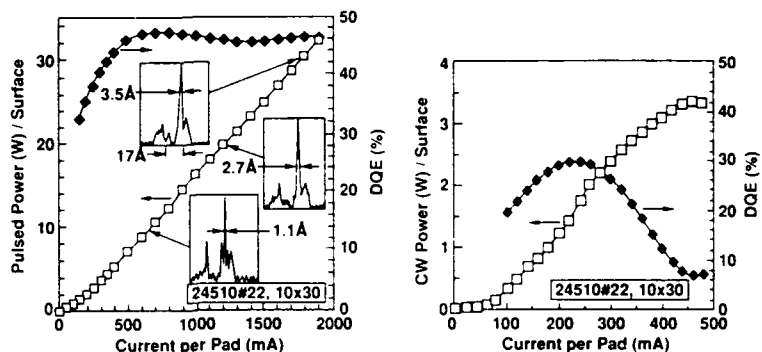 Pulsed Power (W) / Surface
30
20
10
0
50
40
30
20
10
0
DQE (%)
3.5Å
17Å
2.7Å
1.1Å
24510#22, 10x30
0 500 1000 1500 2000
Current per Pad (mA)
CW Power (W) / Surface
4
3
2
1
0
50
40
30
20
10
0
DQE (%)
24510#22, 10x30
0 100 200 300 400 500
Current per Pad (mA)